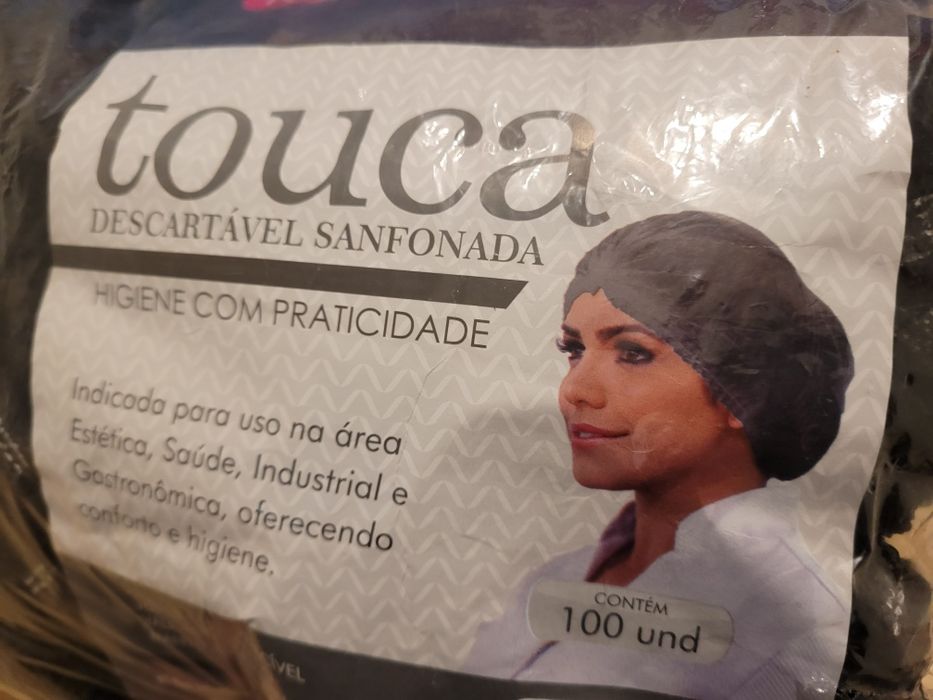 touca
DESCARTÁVEL SANFONADA
HIGIENE COM PRATICIDADE
Indicada para uso na área
Estética, Saúde, Industrial e
Gastronômica, oferecendo
conforto e higiene.
CONTÉM
100 und